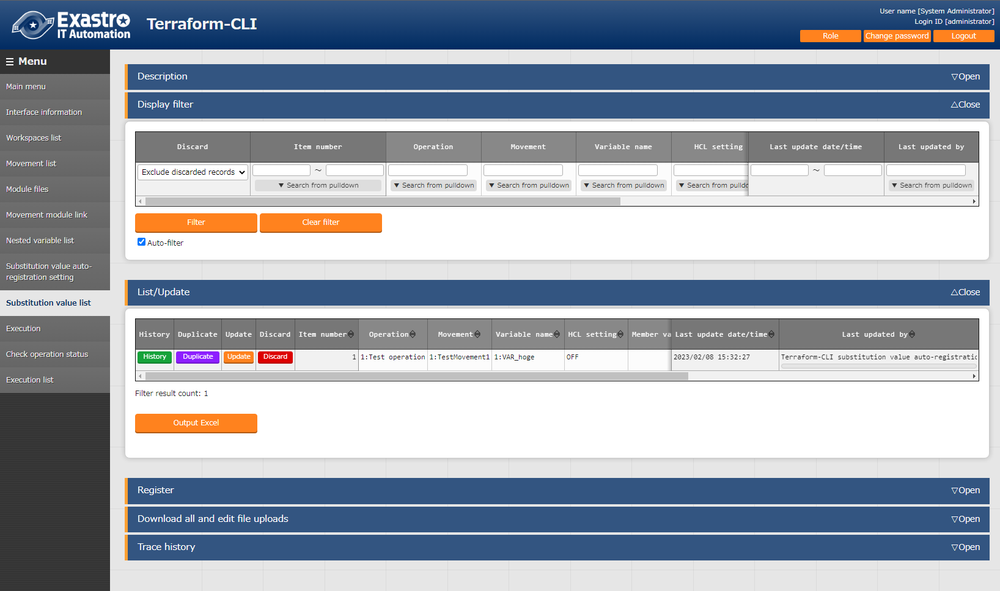 Exastro
IT Automation
Terraform-CLI
User name [System Administrator]
Login ID [administrator]
Role
Change password
Logout
☰ Menu
Main menu
Interface information
Workspaces list
Movement list
Module files
Movement module link
Nested variable list
Substitution value auto-
registration setting
Substitution value list
Execution
Check operation status
Execution list
Description
▽Open
Display filter
△Close
Discard Item number Operation Movement Variable name HCL setting Last update date/time Last updated by
Exclude discarded records ~ ~
▼ Search from pulldown ▼ Search from pulldown ▼ Search from pulldown ▼ Search from pulldown ▼ Search from pulld ▼ Search from pulldown
Filter
Clear filter
Auto-filter
List/Update
△Close
History Duplicate Update Discard Item number Operation Movement Variable name HCL setting Member va Last update date/time Last updated by
History Duplicate Update Discard 1 1:Test operation 1:TestMovement1 1:VAR_hoge OFF 2023/02/08 15:32:27 Terraform-CLI substitution value auto-registratic
Filter result count: 1
Output Excel
Register
▽Open
Download all and edit file uploads
▽Open
Trace history
▽Open